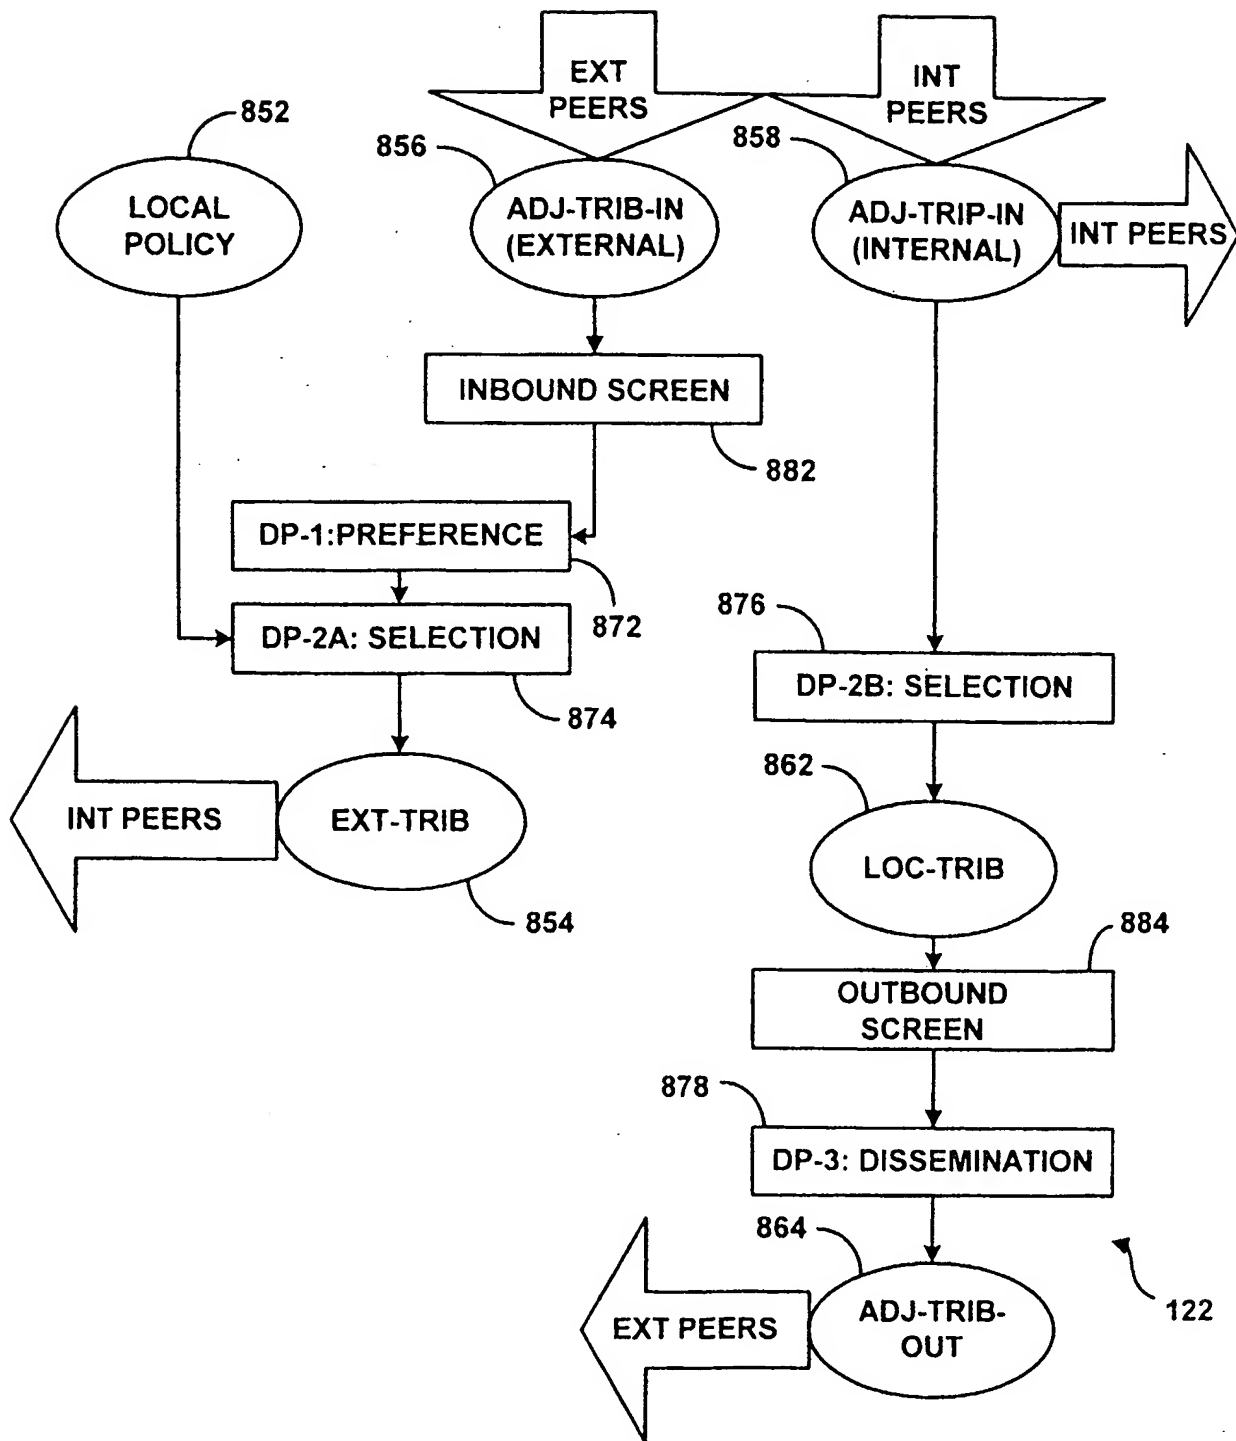 EXT
PEERS
INT
PEERS
852
856
858
LOCAL
POLICY
ADJ-TRIB-IN
(EXTERNAL)
ADJ-TRIP-IN
(INTERNAL)
INT PEERS
INBOUND SCREEN
882
DP-1:PREFERENCE
872
DP-2A: SELECTION
874
876
DP-2B: SELECTION
INT PEERS
EXT-TRIB
854
862
LOC-TRIB
884
OUTBOUND
SCREEN
878
DP-3: DISSEMINATION
864
EXT PEERS
ADJ-TRIB-
OUT
122